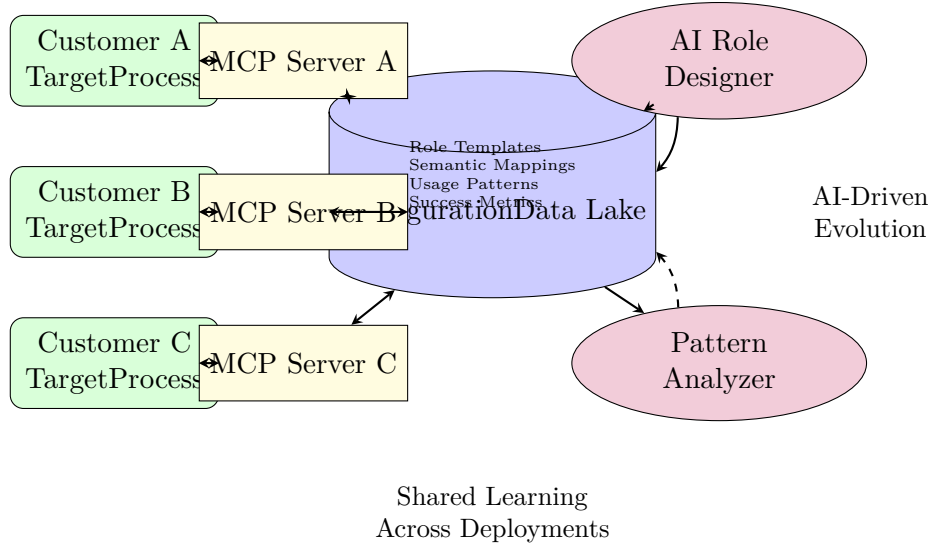 Customer A
TargetProcess
MCP Server A
AI Role
Designer
Role Templates
Semantic Mappings
Usage Patterns
Success Metrics
Customer B
TargetProcess
MCP Server B
gurationData Lake
AI-Driven
Evolution
Customer C
TargetProcess
MCP Server C
Pattern
Analyzer
Shared Learning
Across Deployments